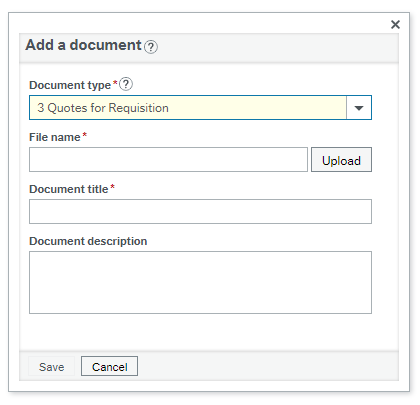 Add a document ?
Document type * ?
3 Quotes for Requisition
File name *
Upload
Document title *
Document description
Save Cancel